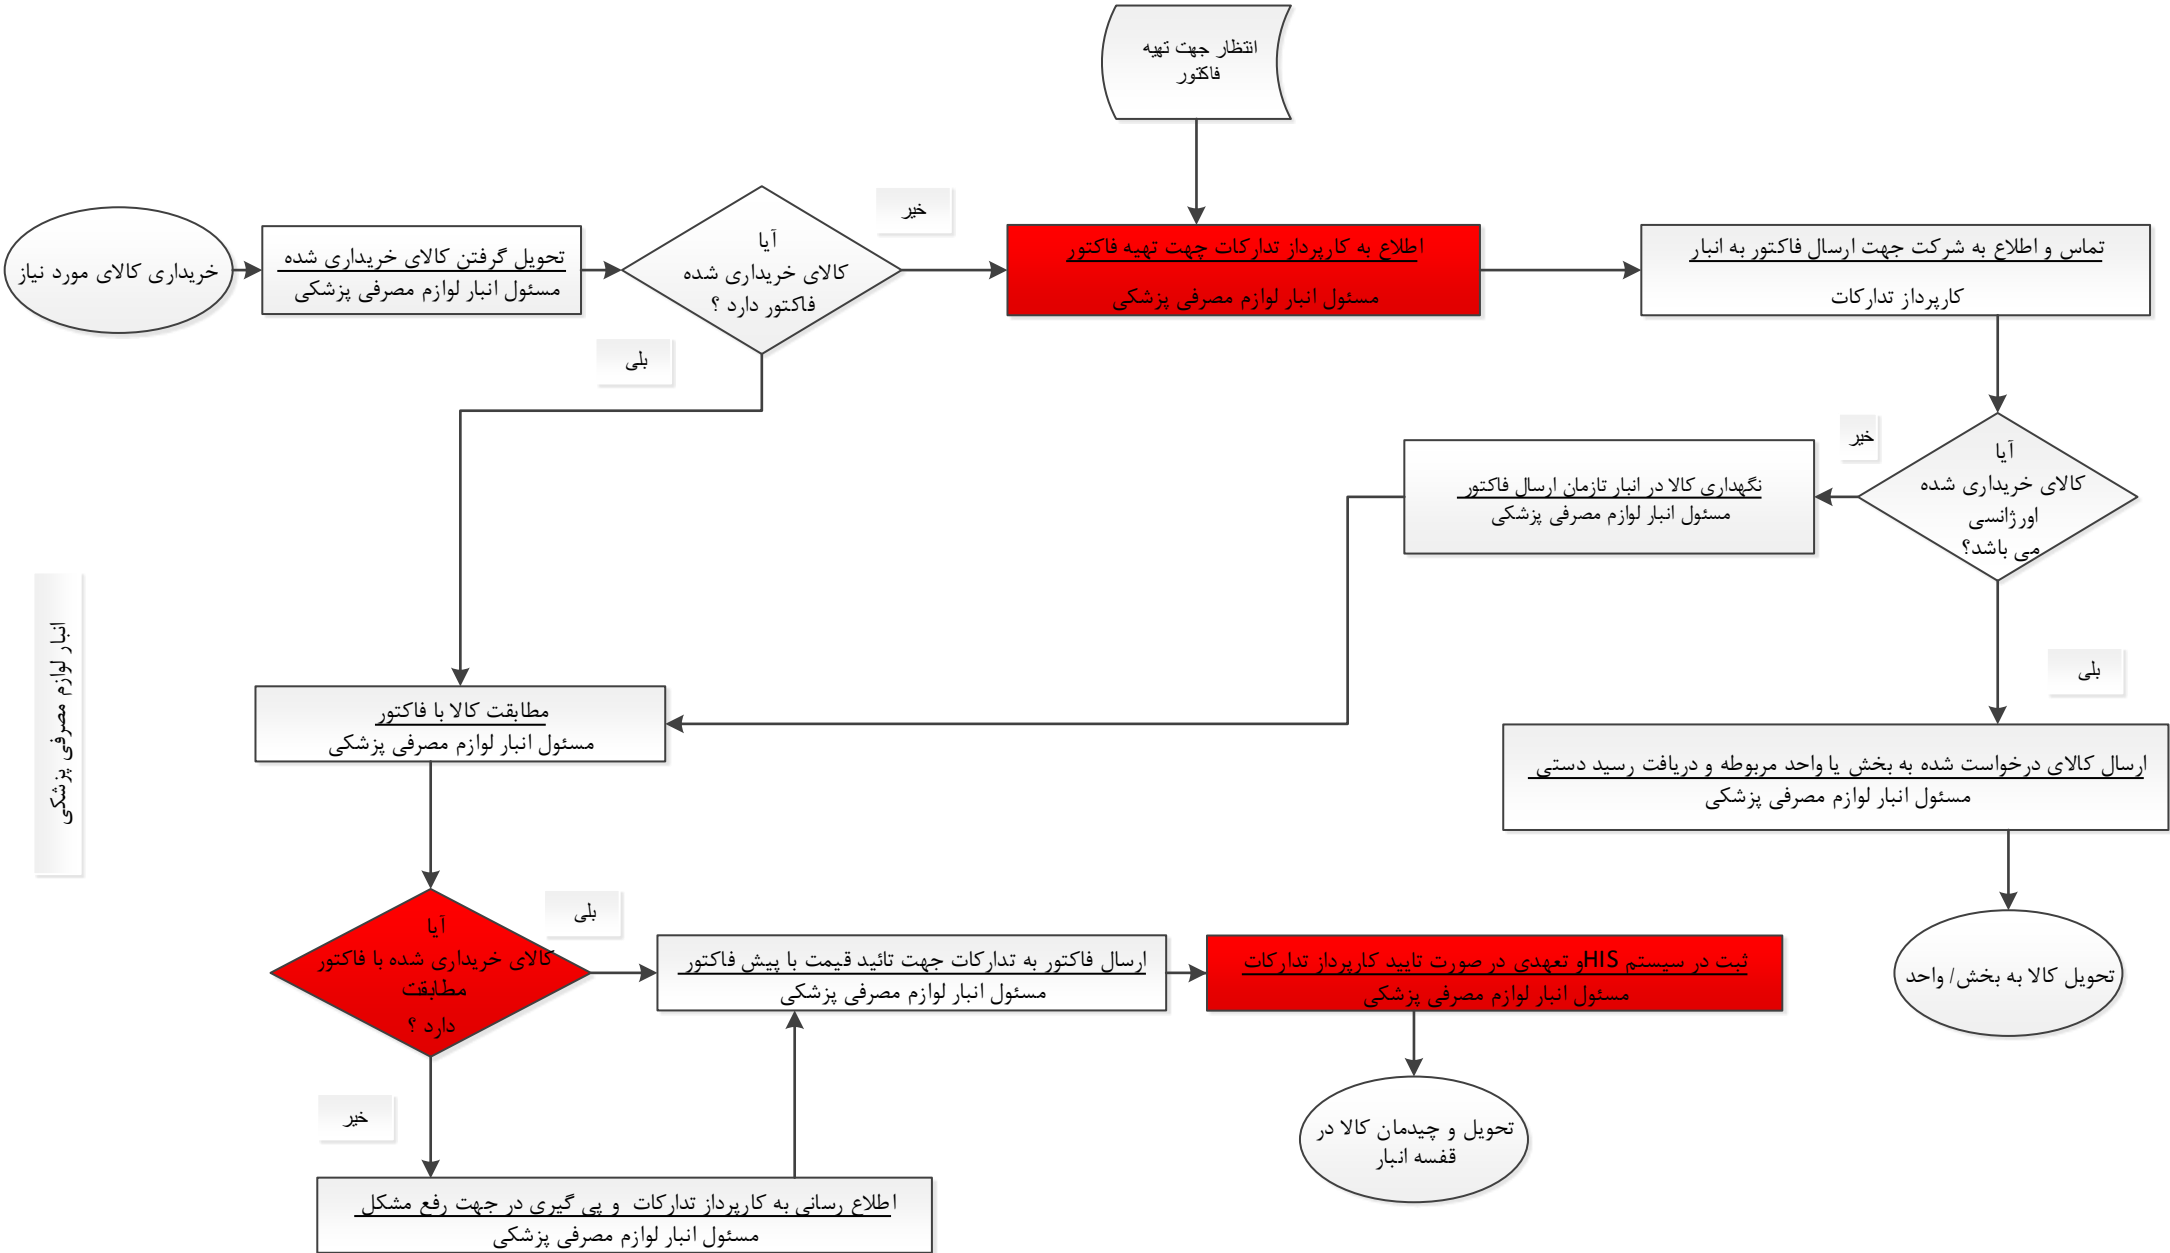 انتظار جهت تهیه
فاکتور
خریداری کالای مورد نیاز
تحویل گرفتن کالای خریداری شده
مسئول انبار لوازم مصرفی پزشکی
آیا
کالای خریداری شده
فاکتور دارد ؟
خیر
بلی
اطلاع به کارپرداز تدارکات چهت تهیه فاکتور
مسئول انبار لوازم مصرفی پزشکی
تماس و اطلاع به شرکت جهت ارسال فاکتور به انبار
کارپرداز تدارکات
آیا
کالای خریداری شده
اورژانسی
می باشد؟
خیر
نگهداری کالا در انبار تازمان ارسال فاکتور
مسئول انبار لوازم مصرفی پزشکی
بلی
ارسال کالای درخواست شده به بخش یا واحد مربوطه و دریافت رسید دستی
مسئول انبار لوازم مصرفی پزشکی
تحویل کالا به بخش/ واحد
انبار لوازم مصرفی پزشکی
مطابقت کالا با فاکتور
مسئول انبار لوازم مصرفی پزشکی
آیا
کالای خریداری شده با فاکتور
مطابقت
دارد ؟
بلی
ارسال فاکتور به تدارکات جهت تائید قیمت با پیش فاکتور
مسئول انبار لوازم مصرفی پزشکی
ثبت در سیستم HISو تعهدی در صورت تایید کارپرداز تدارکات
مسئول انبار لوازم مصرفی پزشکی
تحویل و چیدمان کالا در
قفسه انبار
خیر
اطلاع رسانی به کارپرداز تدارکات و پی گیری در جهت رفع مشکل
مسئول انبار لوازم مصرفی پزشکی